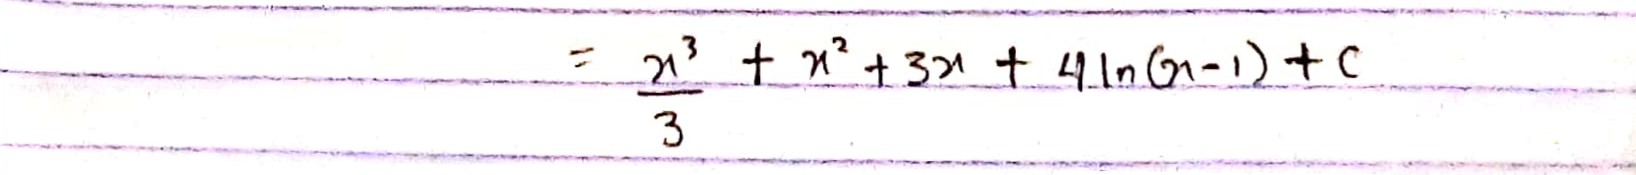 = x³/3 + x² + 3x + 4 ln(x-1) + C